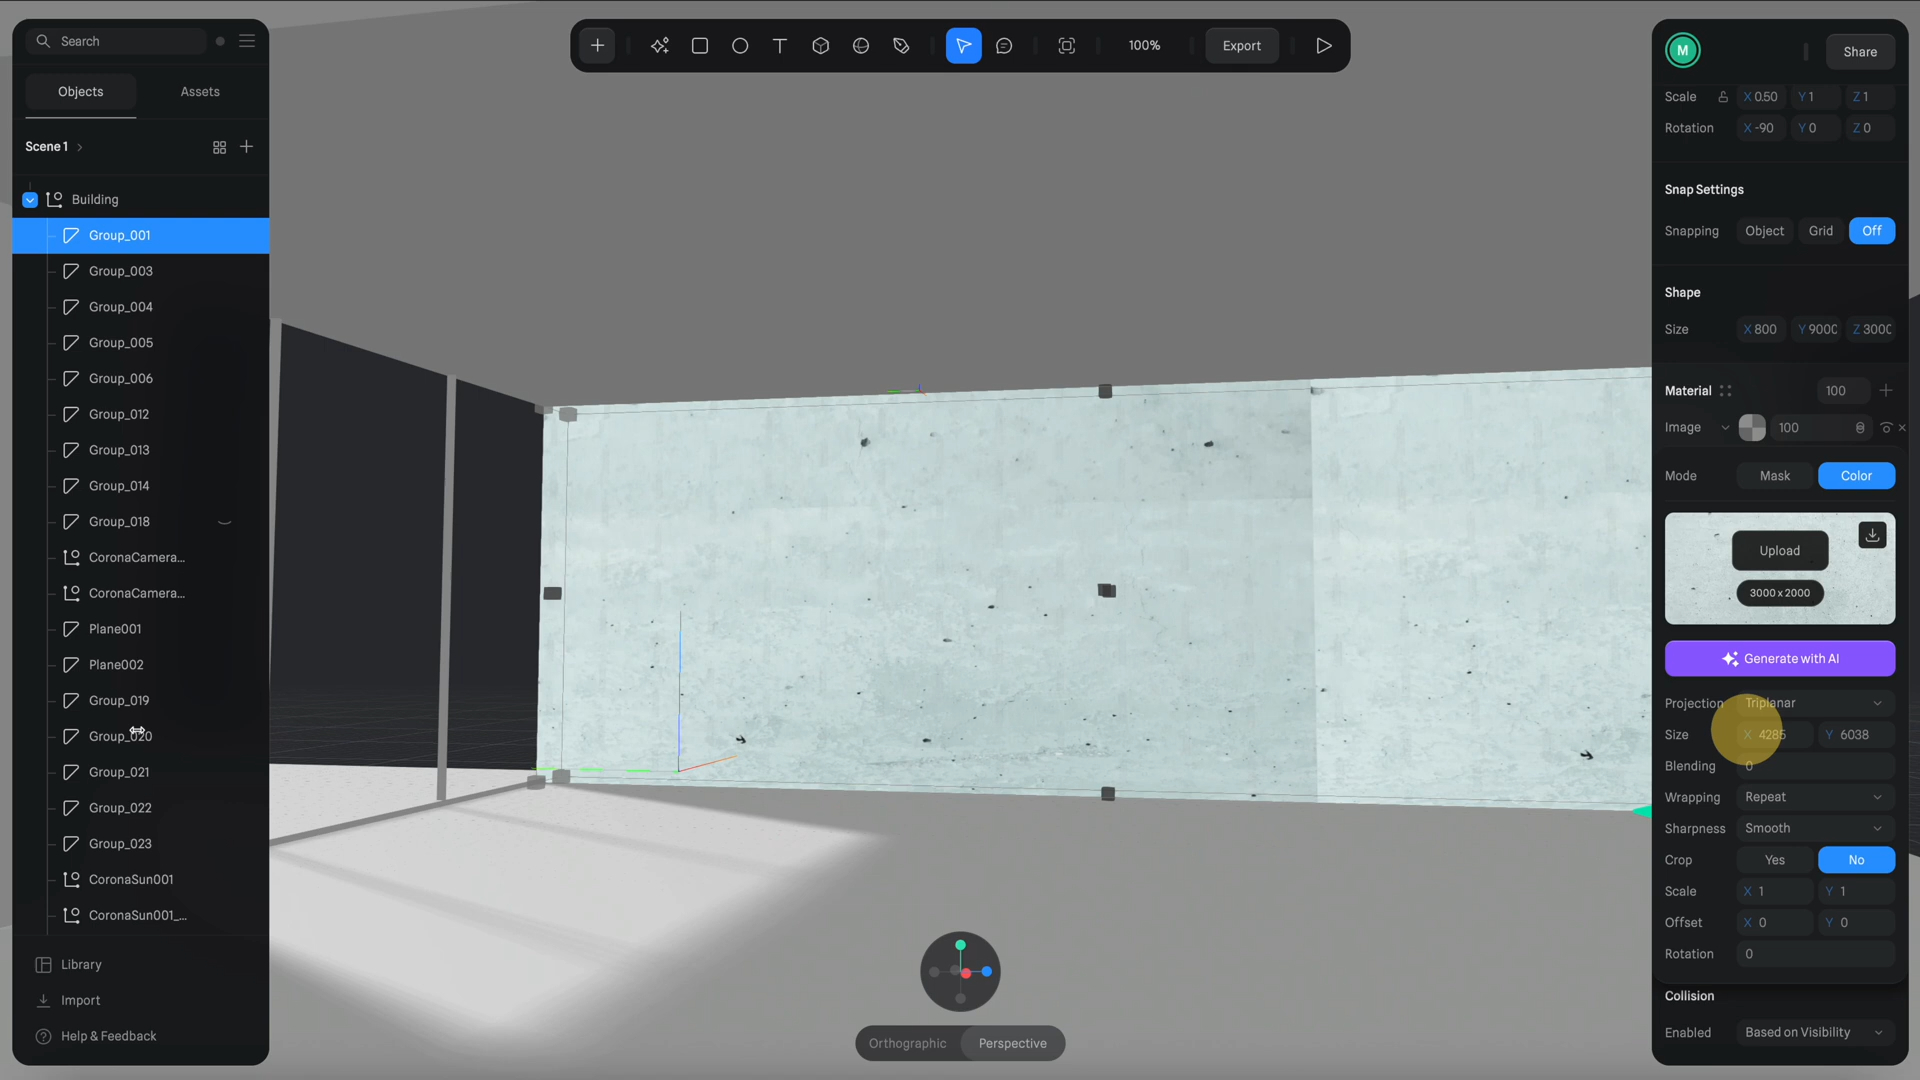 Search
Objects Assets
Scene 1
Building
Group_001
Group_003
Group_004
Group_005
Group_006
Group_012
Group_013
Group_014
Group_018
CoronaCamera...
CoronaCamera...
Plane001
Plane002
Group_019
Group_020
Group_021
Group_022
Group_023
CoronaSun001
CoronaSun001_...
Library
Import
Help & Feedback
T 100% Export
Orthographic Perspective
M Share
Scale X 0.50 Y 1 Z 1
Rotation X -90 Y 0 Z 0
Snap Settings
Snapping Object Grid Off
Shape
Size X 800 Y 9000 Z 3000
Material 100
Image 100
Mode Mask Color
Upload
3000 x 2000
Generate with AI
Projection Triplanar
Size X 4285 Y 6038
Blending 0
Wrapping Repeat
Sharpness Smooth
Crop Yes No
Scale X 1 Y 1
Offset X 0 Y 0
Rotation 0
Collision
Enabled Based on Visibility